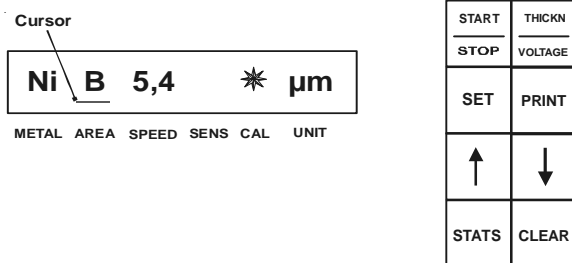 Cursor
Ni B 5,4 ✷ µm
METAL AREA SPEED SENS CAL UNIT
START THICKN
STOP VOLTAGE
SET PRINT
↑ ↓
STATS CLEAR